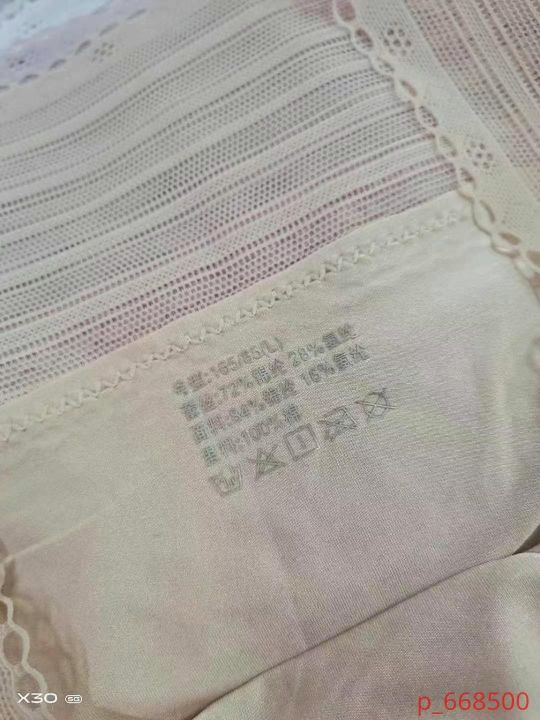 号型:165/85(L)
蕾丝:72%锦纶 28%氨纶
面料:84%锦纶 16%氨纶
里料:100%棉
X30 5G
p_668500